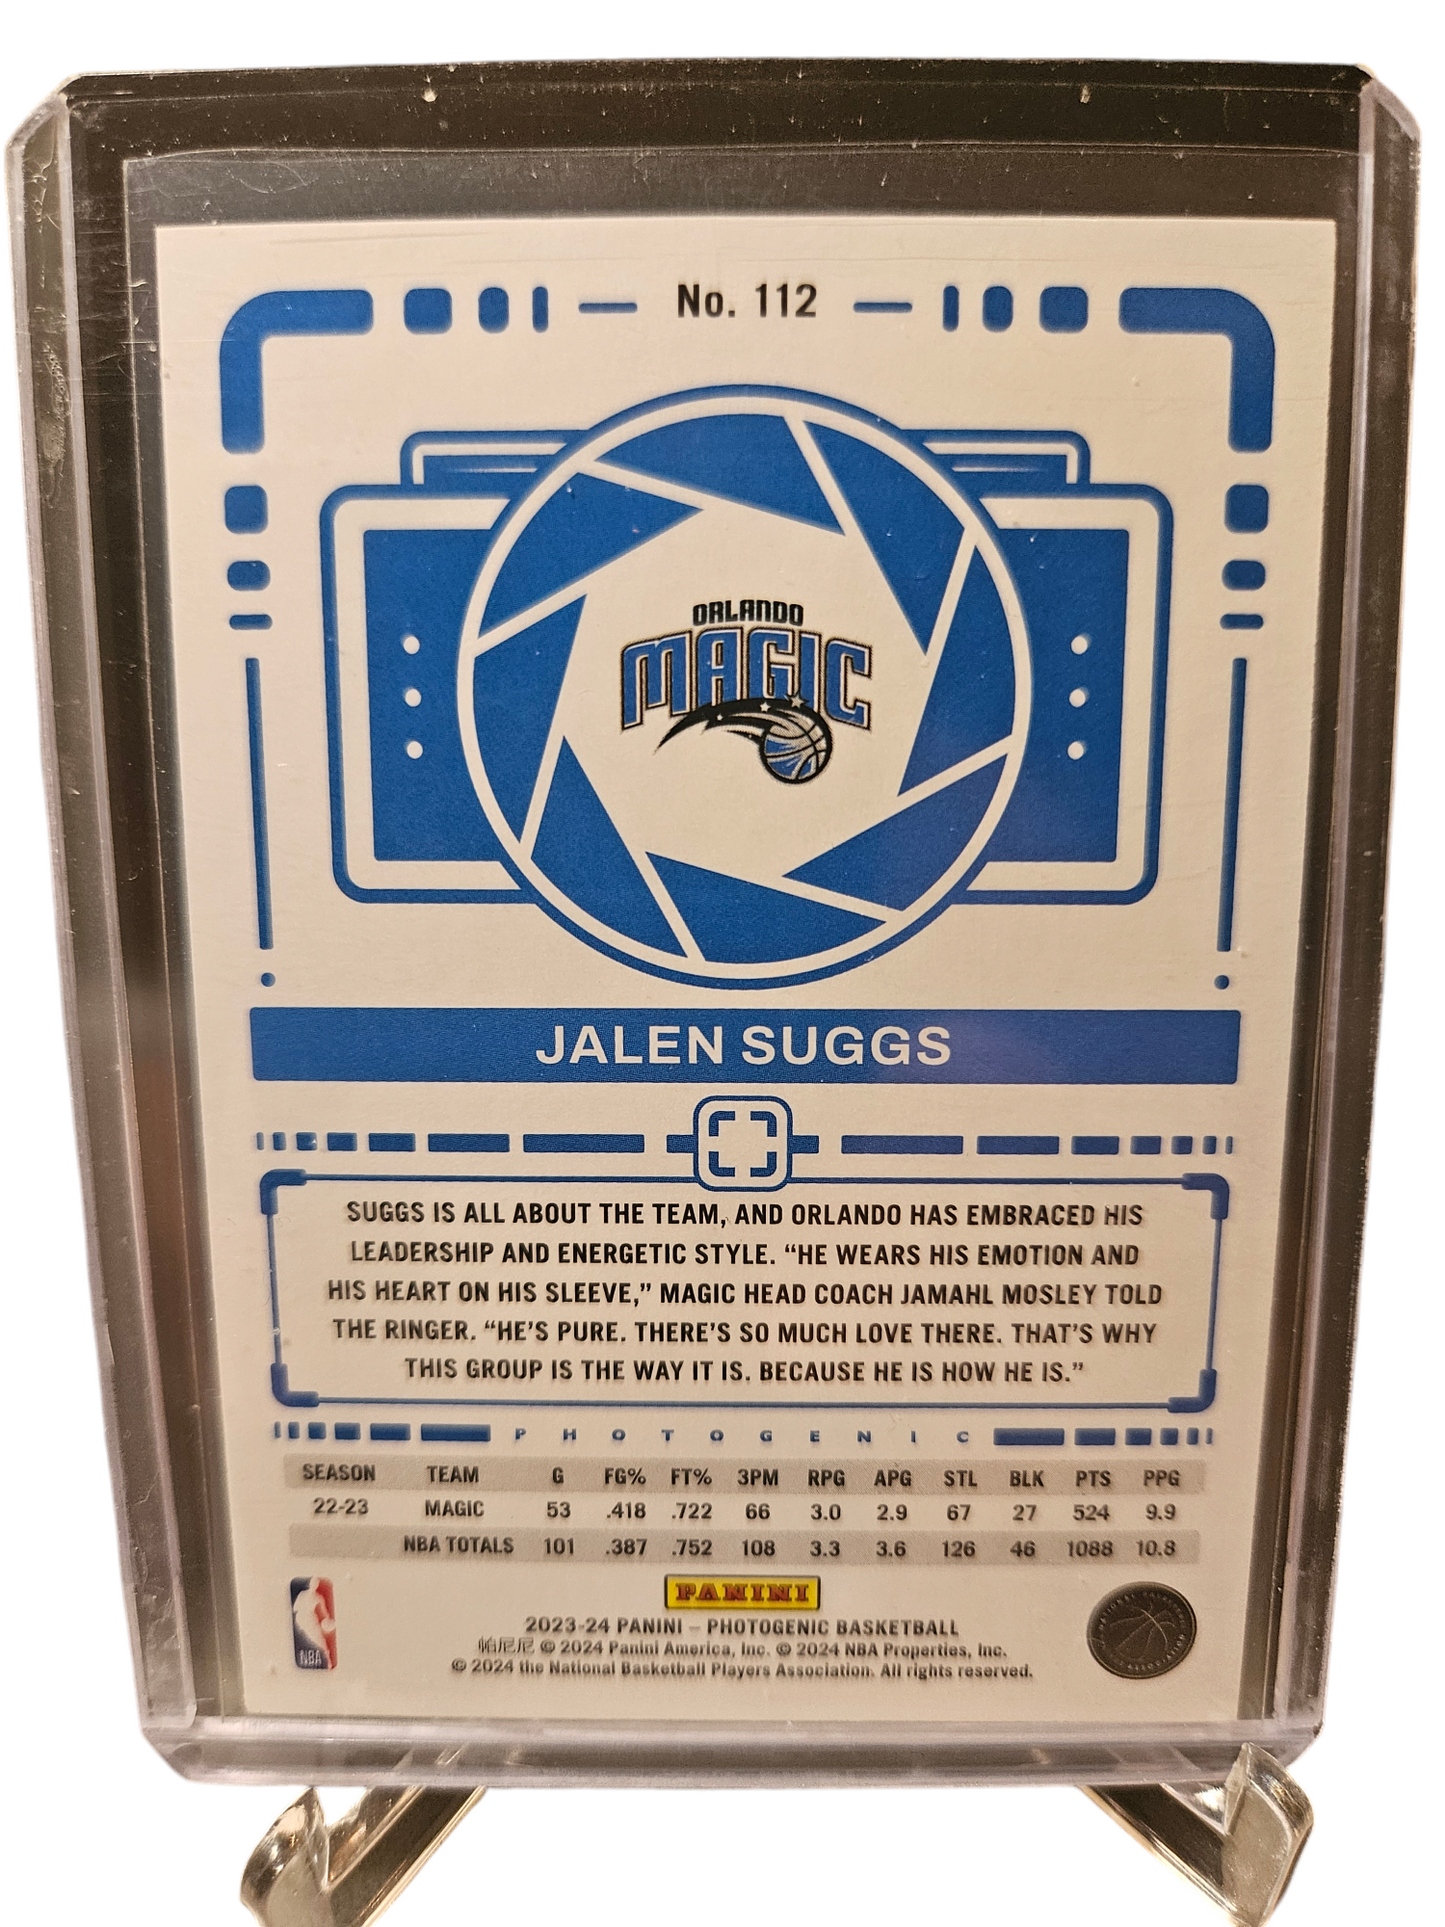 No. 112
ORLANDO
MAGIC
JALEN SUGGS
SUGGS IS ALL ABOUT THE TEAM, AND ORLANDO HAS EMBRACED HIS
LEADERSHIP AND ENERGETIC STYLE. “HE WEARS HIS EMOTION AND
HIS HEART ON HIS SLEEVE,” MAGIC HEAD COACH JAMAHL MOSLEY TOLD
THE RINGER. “HE’S PURE. THERE’S SO MUCH LOVE THERE. THAT’S WHY
THIS GROUP IS THE WAY IT IS. BECAUSE HE IS HOW HE IS.”
PHOTOGENIC
SEASON TEAM G FG% FT% 3PM RPG APG STL BLK PTS PPG
22-23 MAGIC 53 .418 .722 66 3.0 2.9 67 27 524 9.9
NBA TOTALS 101 .387 .752 108 3.3 3.6 126 46 1088 10.8
PANINI
NBA
2023-24 PANINI – PHOTOGENIC BASKETBALL
帕尼尼 © 2024 Panini America, Inc. © 2024 NBA Properties, Inc.
© 2024 the National Basketball Players Association. All rights reserved.